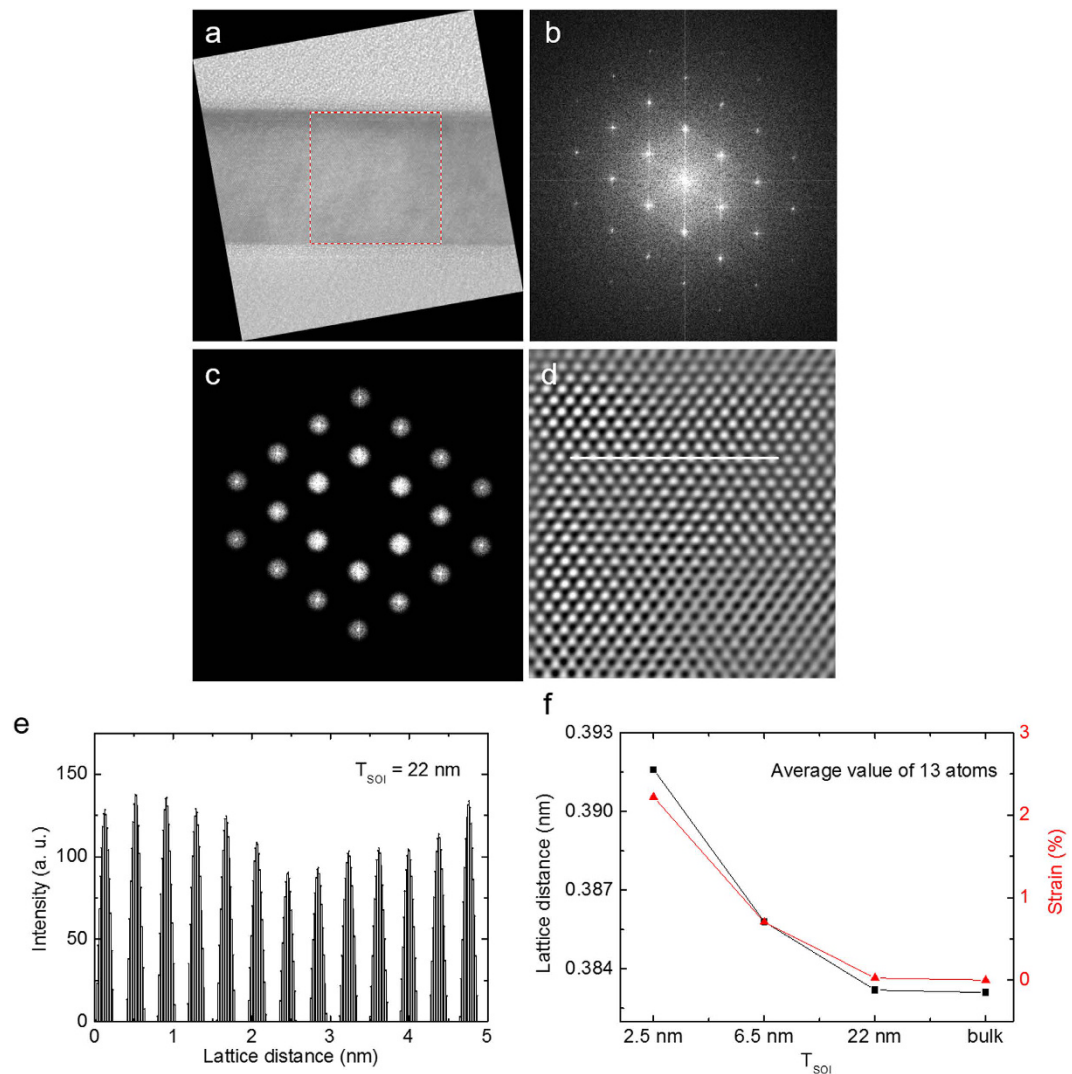 a
b
c
d
e
150
100
50
0
Intensity (a. u.)
T_SOI = 22 nm
0 1 2 3 4 5
Lattice distance (nm)
f
0.393
0.390
0.387
0.384
Lattice distance (nm)
Average value of 13 atoms
3
2
1
0
Strain (%)
2.5 nm 6.5 nm 22 nm bulk
T_SOI